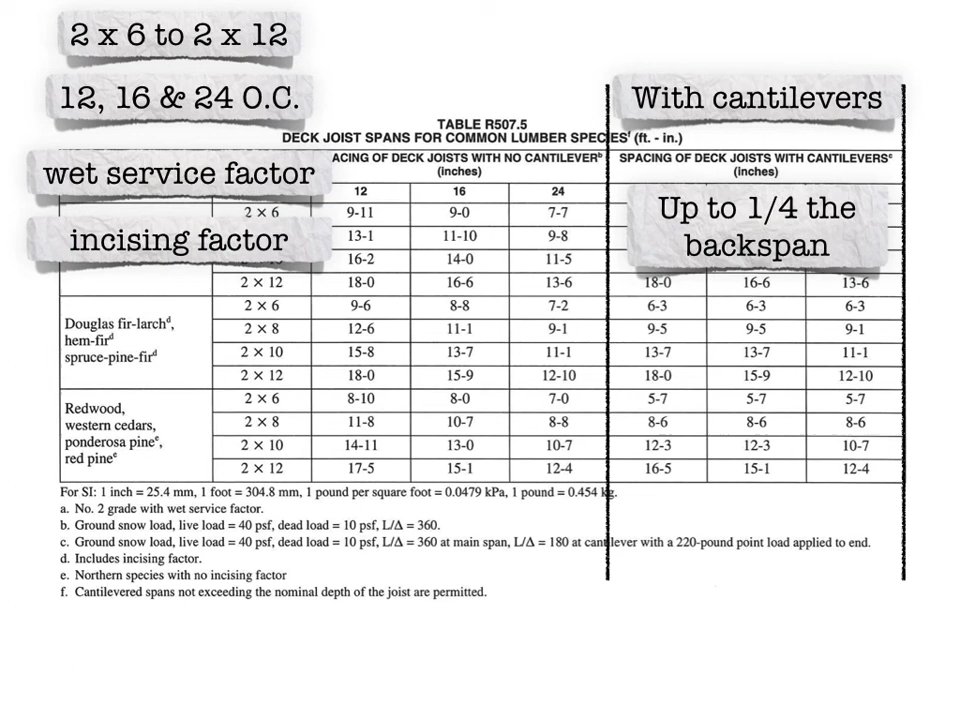 2 x 6 to 2 x 12
12, 16 & 24 O.C.
With cantilevers
TABLE R507.5
DECK JOIST SPANS FOR COMMON LUMBER SPECIES^f (ft. - in.)
wet service factor
ACING OF DECK JOISTS WITH NO CANTILEVER^b SPACING OF DECK JOISTS WITH CANTILEVERS^c
(inches) (inches)
12 16 24
Up to 1/4 the
backspan
2 × 6 9-11 9-0 7-7
incising factor
13-1 11-10 9-8
16-2 14-0 11-5
2 × 12 18-0 16-6 13-6 18-0 16-6 13-6
Douglas fir-larch^d,
hem-fir^d
spruce-pine-fir^d
2 × 6 9-6 8-8 7-2 6-3 6-3 6-3
2 × 8 12-6 11-1 9-1 9-5 9-5 9-1
2 × 10 15-8 13-7 11-1 13-7 13-7 11-1
2 × 12 18-0 15-9 12-10 18-0 15-9 12-10
Redwood,
western cedars,
ponderosa pine^e,
red pine^e
2 × 6 8-10 8-0 7-0 5-7 5-7 5-7
2 × 8 11-8 10-7 8-8 8-6 8-6 8-6
2 × 10 14-11 13-0 10-7 12-3 12-3 10-7
2 × 12 17-5 15-1 12-4 16-5 15-1 12-4
For SI: 1 inch = 25.4 mm, 1 foot = 304.8 mm, 1 pound per square foot = 0.0479 kPa, 1 pound = 0.454 kg.
a. No. 2 grade with wet service factor.
b. Ground snow load, live load = 40 psf, dead load = 10 psf, L/Δ = 360.
c. Ground snow load, live load = 40 psf, dead load = 10 psf, L/Δ = 360 at main span, L/Δ = 180 at cantilever with a 220-pound point load applied to end.
d. Includes incising factor.
e. Northern species with no incising factor
f. Cantilevered spans not exceeding the nominal depth of the joist are permitted.